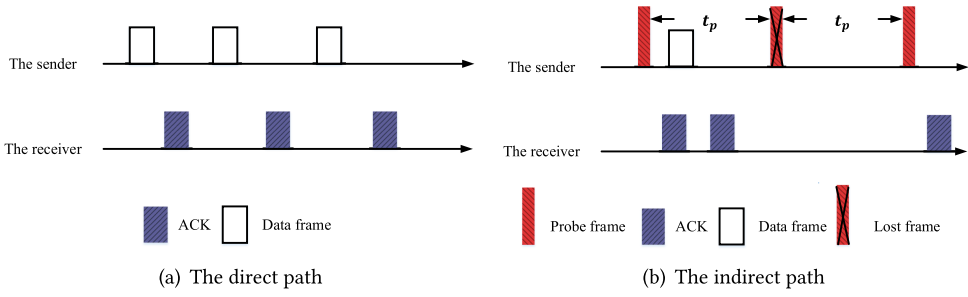 The sender
The receiver
ACK
Data frame
(a) The direct path
t_p
t_p
The sender
The receiver
Probe frame
ACK
Data frame
Lost frame
(b) The indirect path